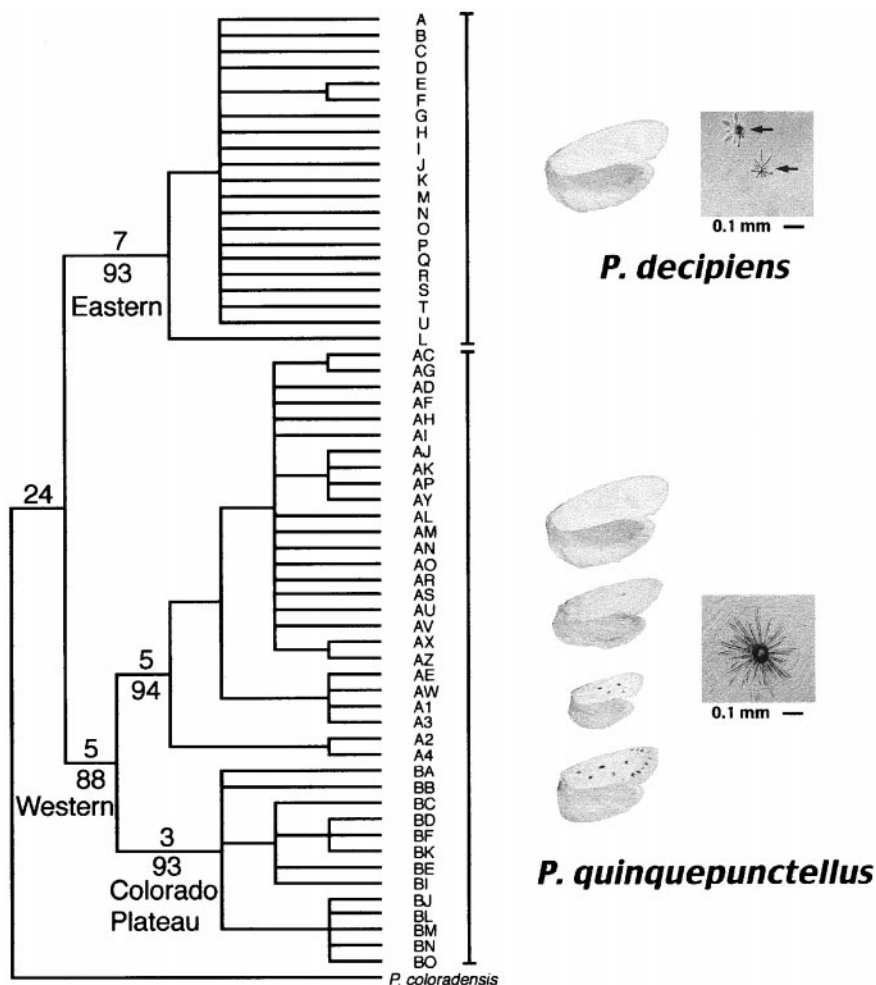 A
B
C
D
E
F
G
H
I
J
K
M
N
O
P
Q
R
S
T
U
L
7
93
Eastern
0.1 mm
P. decipiens
AC
AG
AD
AF
AH
AI
AJ
AK
AP
AY
AL
AM
AN
AO
AR
AS
AU
AV
AX
AZ
AE
AW
A1
A3
A2
A4
24
5
94
5
88
Western
BA
BB
BC
BD
BF
BK
BE
BI
BJ
BL
BM
BN
BO
3
93
Colorado
Plateau
0.1 mm
P. quinquepunctellus
P. coloradensis